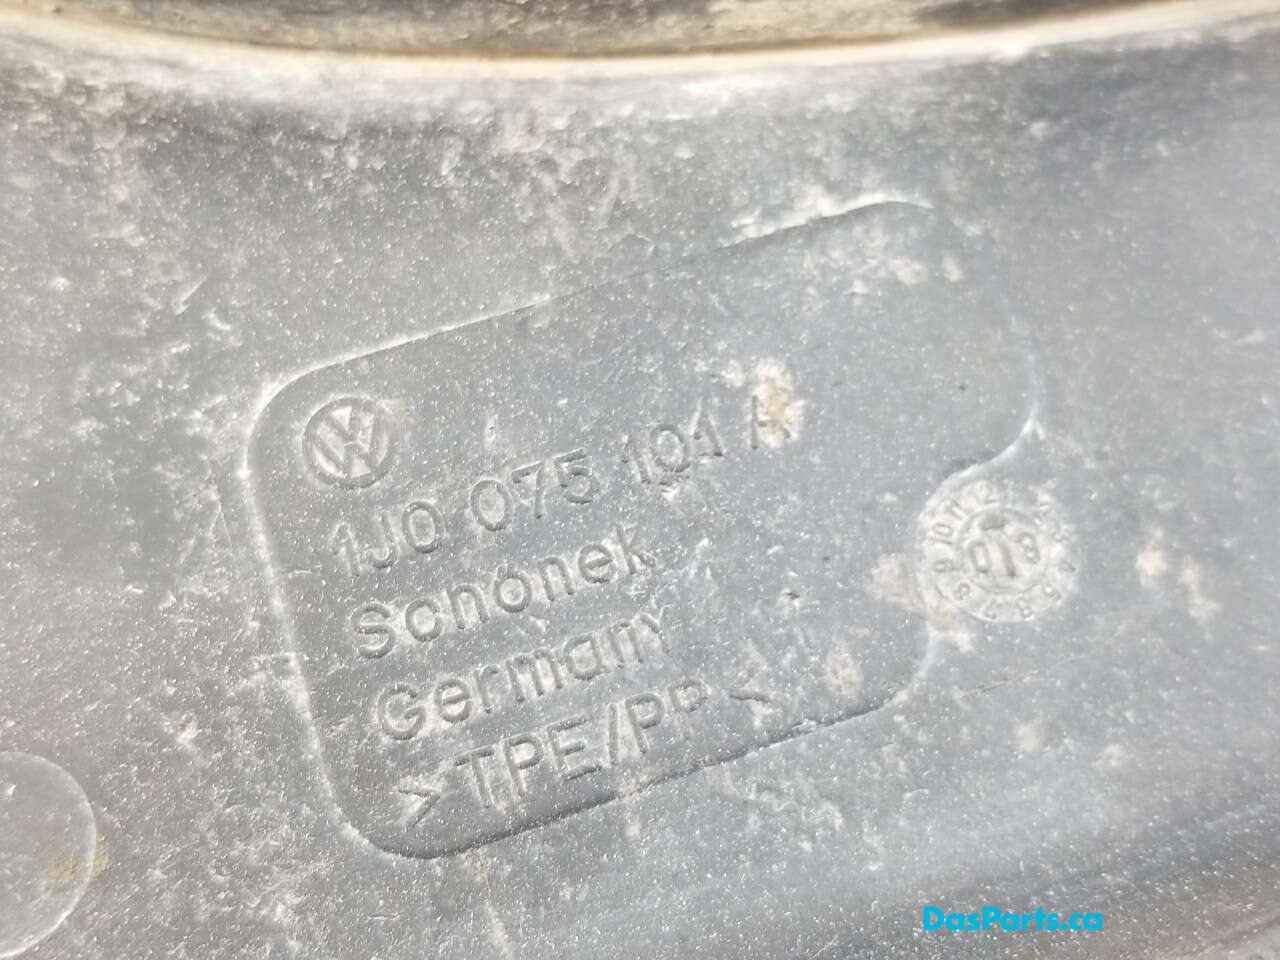 1J0 075 101 A
Schönek
Germany
>TPE/PP<
DasParts.ca